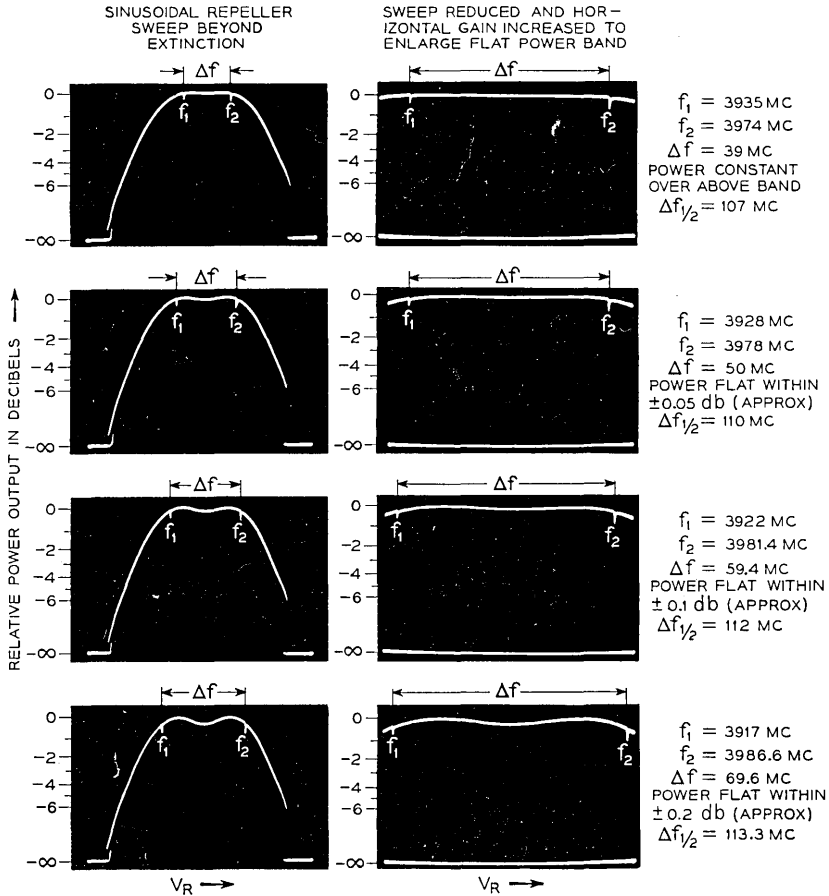 SINUSOIDAL REPELLER
SWEEP BEYOND
EXTINCTION
SWEEP REDUCED AND HOR-
IZONTAL GAIN INCREASED TO
ENLARGE FLAT POWER BAND
RELATIVE POWER OUTPUT IN DECIBELS
Δf
0
-2
-4
-6
-∞
f1
f2
Δf
0
-2
-4
-6
-∞
f1
f2
f1 = 3935 MC
f2 = 3974 MC
Δf = 39 MC
POWER CONSTANT
OVER ABOVE BAND
Δf1/2 = 107 MC
Δf
0
-2
-4
-6
-∞
f1
f2
Δf
0
-2
-4
-6
-∞
f1
f2
f1 = 3928 MC
f2 = 3978 MC
Δf = 50 MC
POWER FLAT WITHIN
±0.05 db (APPROX)
Δf1/2 = 110 MC
Δf
0
-2
-4
-6
-∞
f1
f2
Δf
0
-2
-4
-6
-∞
f1
f2
f1 = 3922 MC
f2 = 3981.4 MC
Δf = 59.4 MC
POWER FLAT WITHIN
±0.1 db (APPROX)
Δf1/2 = 112 MC
Δf
0
-2
-4
-6
-∞
f1
f2
Δf
0
-2
-4
-6
-∞
f1
f2
f1 = 3917 MC
f2 = 3986.6 MC
Δf = 69.6 MC
POWER FLAT WITHIN
±0.2 db (APPROX)
Δf1/2 = 113.3 MC
VR
VR